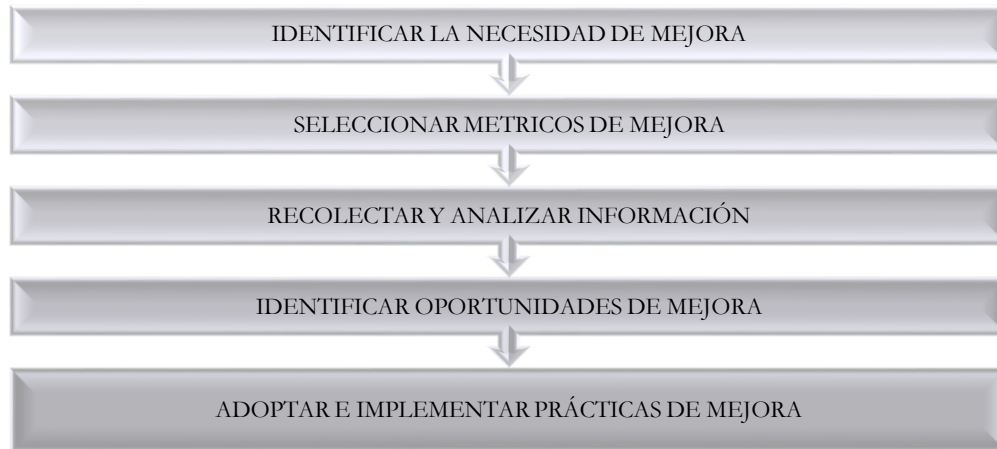 IDENTIFICAR LA NECESIDAD DE MEJORA
SELECCIONAR METRICOS DE MEJORA
RECOLECTAR Y ANALIZAR INFORMACIÓN
IDENTIFICAR OPORTUNIDADES DE MEJORA
ADOPTAR E IMPLEMENTAR PRÁCTICAS DE MEJORA